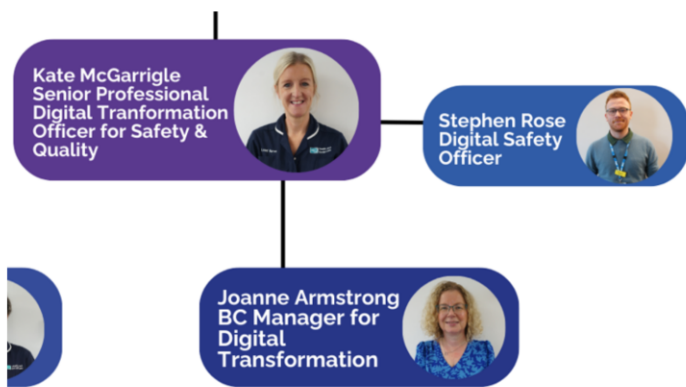 Kate McGarrigle
Senior Professional
Digital Tranformation
Officer for Safety &
Quality
Stephen Rose
Digital Safety
Officer
Joanne Armstrong
BC Manager for
Digital
Transformation